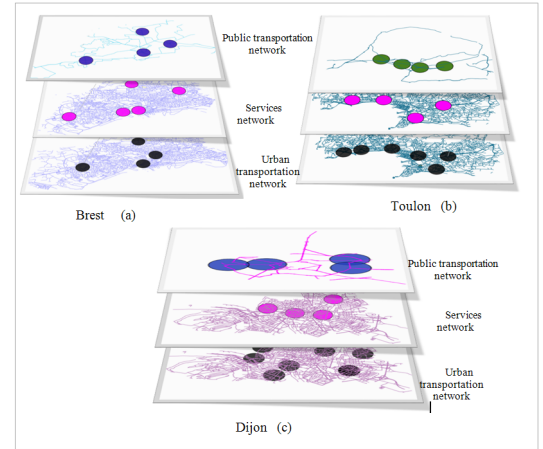 Public transportation
network
Services
network
Urban
transportation
network
Brest (a)
Toulon (b)
Public transportation
network
Services
network
Urban
transportation
network
Dijon (c)